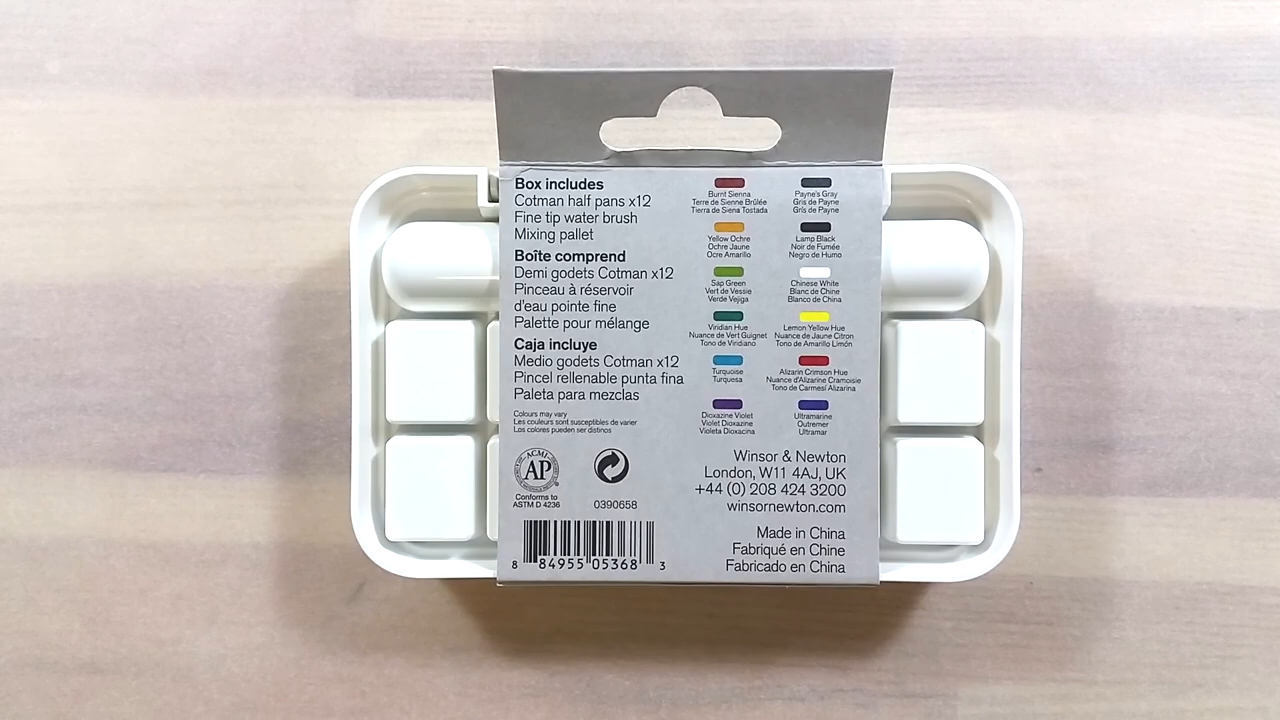 Box includes
Cotman half pans x12
Fine tip water brush
Mixing pallet
Boîte comprend
Demi godets Cotman x12
Pinceau à réservoir
d'eau pointe fine
Palette pour mélange
Caja incluye
Medio godets Cotman x12
Pincel rellenable punta fina
Paleta para mezclas
Colours may vary
Les couleurs sont susceptibles de varier
Los colores pueden ser distinos
ACMI
AP
Conforms to
ASTM D 4236
0390658
8 84955 05368 3
Burnt Sienna
Terre de Sienne Brûlée
Tierra de Siena Tostada
Payne's Gray
Gris de Payne
Gris de Payne
Yellow Ochre
Ochre Jaune
Ocre Amarillo
Lamp Black
Noir de Fumée
Negro de Humo
Sap Green
Vert de Vessie
Verde Vejiga
Chinese White
Blanc de Chine
Blanco de China
Viridian Hue
Nuance de Vert Guignet
Tono de Viridiano
Lemon Yellow Hue
Nuance de Jaune Citron
Tono de Amarillo Limón
Turquoise
Turquesa
Alizarin Crimson Hue
Nuance d'Alizarine Cramoisie
Tono de Carmesí Alizarina
Dioxazine Violet
Violet Dioxazine
Violeta Dioxacina
Ultramarine
Outremer
Ultramar
Winsor & Newton
London, W11 4AJ, UK
+44 (0) 208 424 3200
winsornewton.com
Made in China
Fabriqué en Chine
Fabricado en China